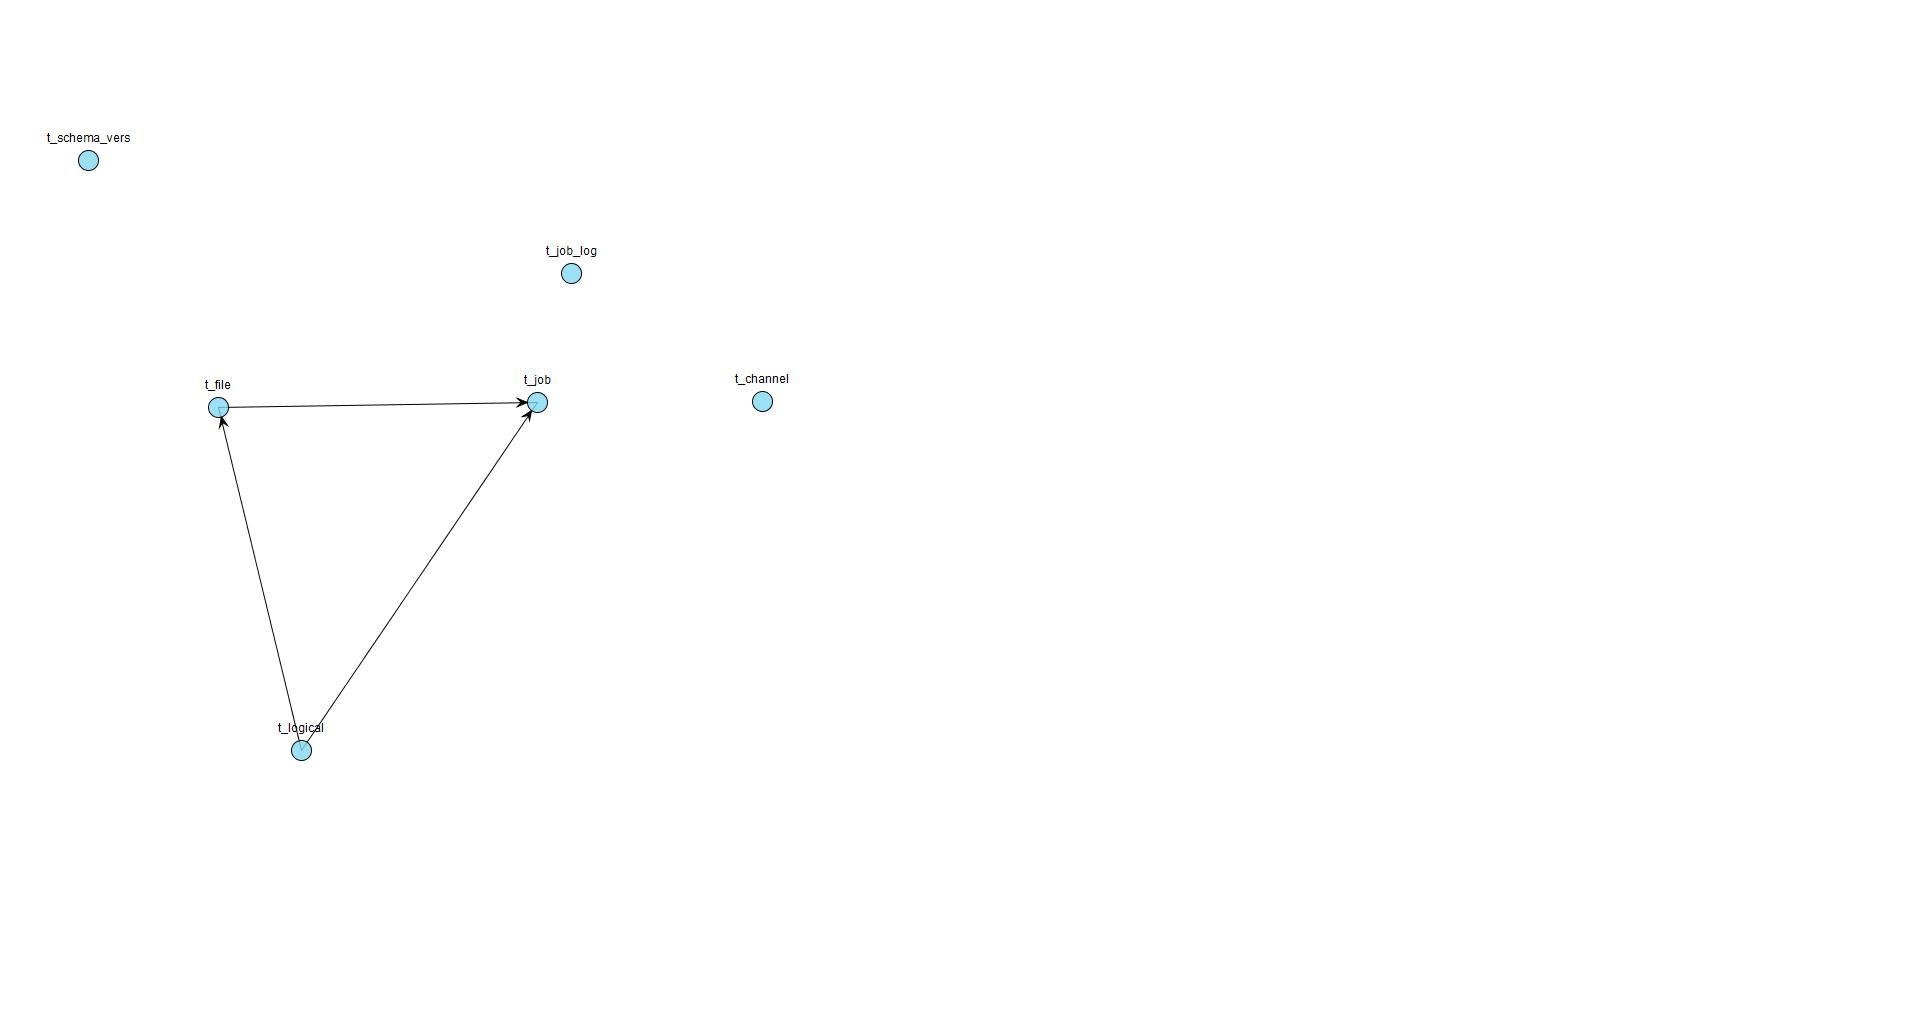 t_schema_vers
t_job_log
t_file
t_job
t_channel
t_logical